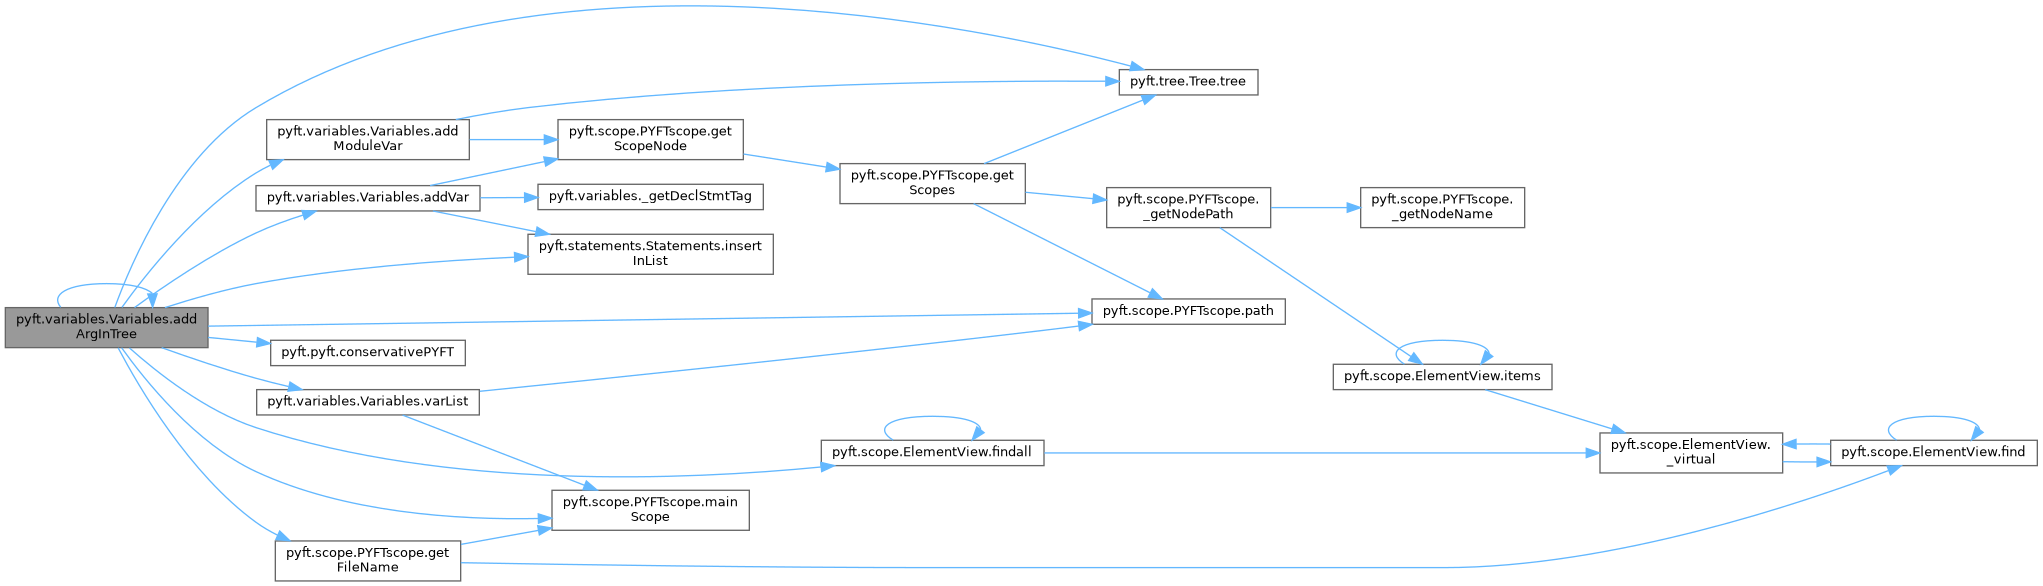 pyft.variables.Variables.add
ArgInTree
pyft.variables.Variables.add
ModuleVar
pyft.variables.Variables.addVar
pyft.pyft.conservativePYFT
pyft.variables.Variables.varList
pyft.scope.PYFTscope.get
FileName
pyft.scope.PYFTscope.get
ScopeNode
pyft.variables._getDeclStmtTag
pyft.statements.Statements.insert
InList
pyft.scope.PYFTscope.main
Scope
pyft.scope.PYFTscope.get
Scopes
pyft.scope.ElementView.findall
pyft.tree.Tree.tree
pyft.scope.PYFTscope.
_getNodePath
pyft.scope.PYFTscope.path
pyft.scope.PYFTscope.
_getNodeName
pyft.scope.ElementView.items
pyft.scope.ElementView.
_virtual
pyft.scope.ElementView.find